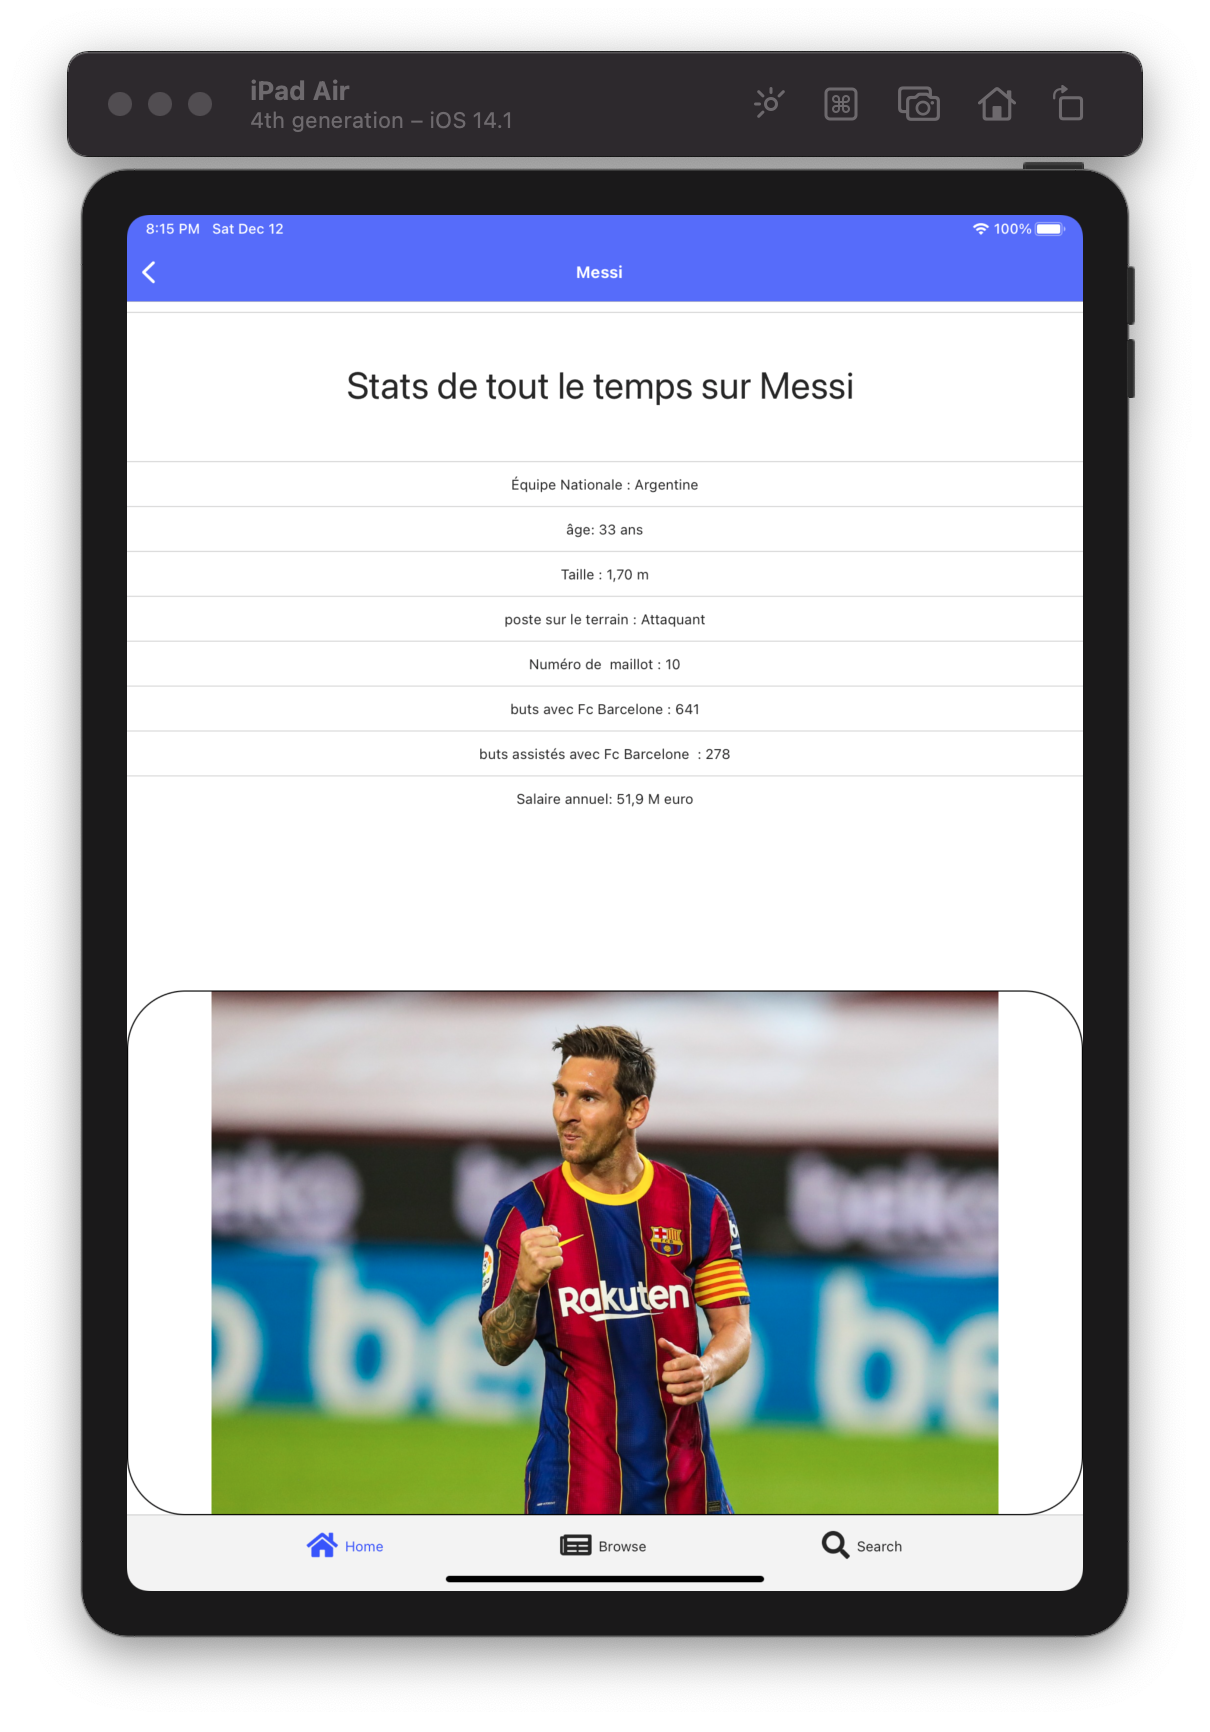 iPad Air
4th generation – iOS 14.1
8:15 PM Sat Dec 12
100%
Messi
Stats de tout le temps sur Messi
Équipe Nationale : Argentine
âge: 33 ans
Taille : 1,70 m
poste sur le terrain : Attaquant
Numéro de  maillot : 10
buts avec Fc Barcelone : 641
buts assistés avec Fc Barcelone  : 278
Salaire annuel: 51,9 M euro
beko
beko
Rakuten
Home
Browse
Search